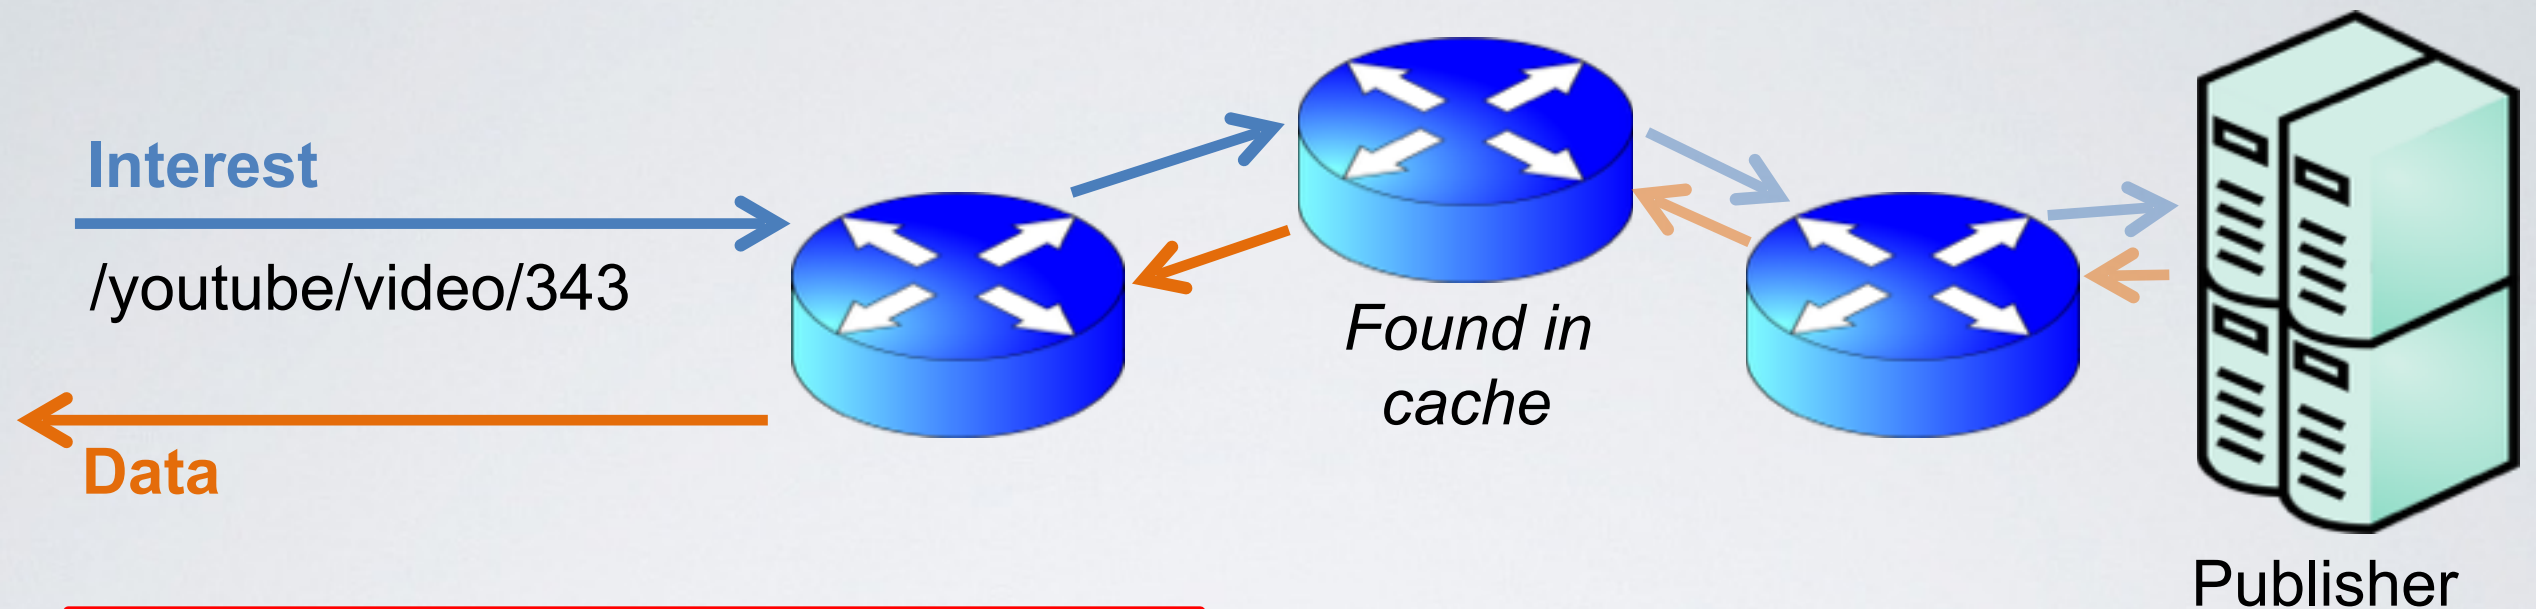 Interest
/youtube/video/343
Data
Found in
cache
Publisher